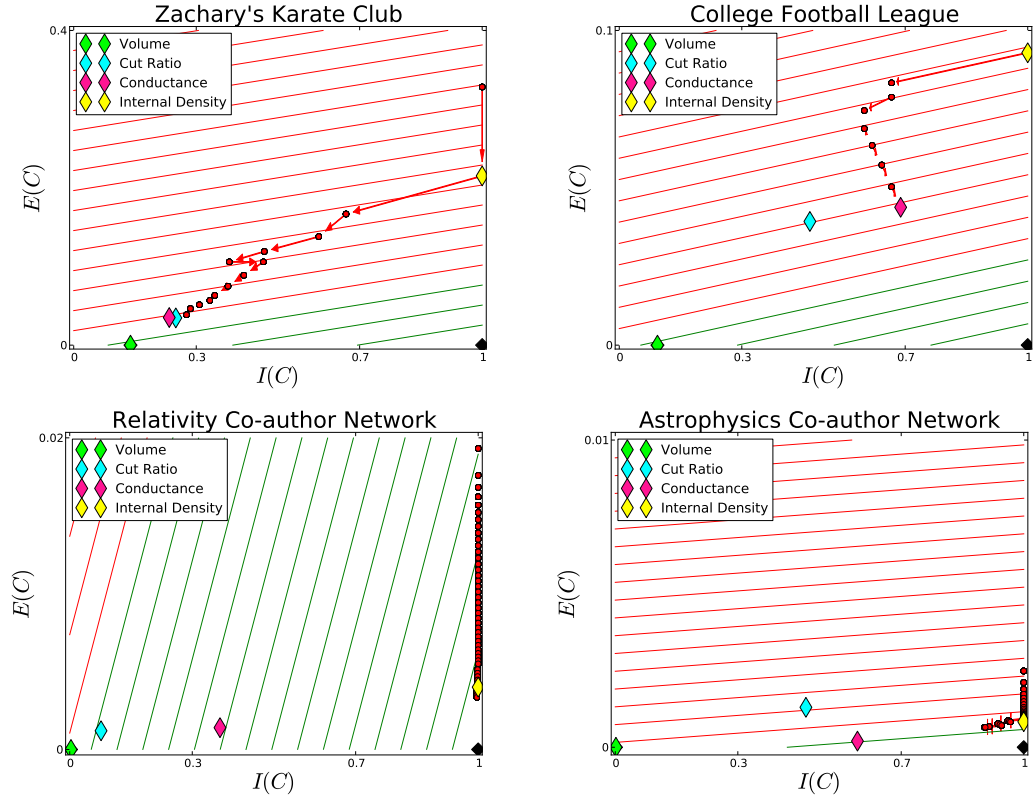 Zachary's Karate Club
0.4
Volume
Cut Ratio
Conductance
Internal Density
E(C)
0
0
0.3
0.7
1
I(C)
College Football League
0.1
Volume
Cut Ratio
Conductance
Internal Density
E(C)
0
0
0.3
0.7
1
I(C)
Relativity Co-author Network
0.02
Volume
Cut Ratio
Conductance
Internal Density
E(C)
0
0
0.3
0.7
1
I(C)
Astrophysics Co-author Network
0.01
Volume
Cut Ratio
Conductance
Internal Density
E(C)
0
0
0.3
0.7
1
I(C)